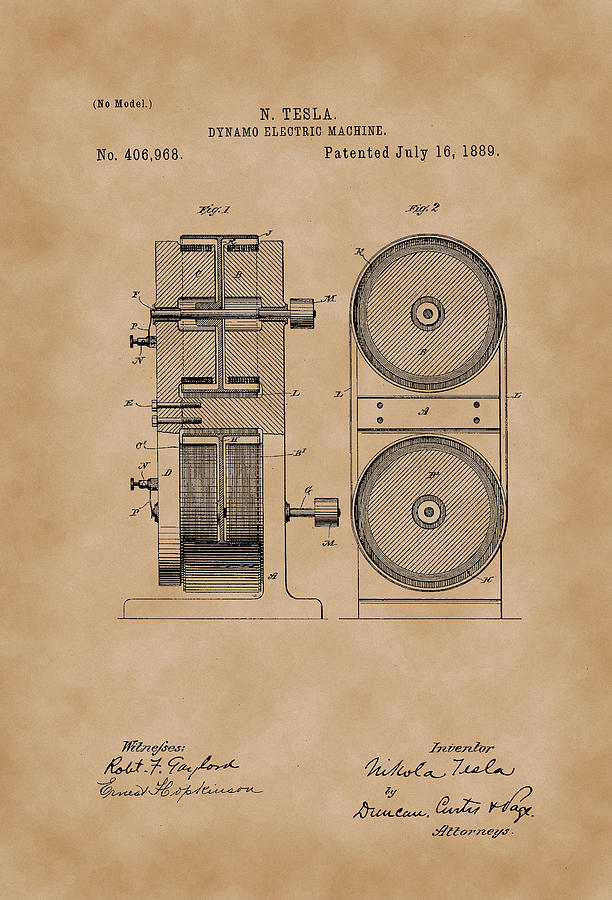 (No Model.)
N. TESLA.
DYNAMO ELECTRIC MACHINE.
No. 406,968.
Patented July 16, 1889.
Fig. 1
Fig. 2
J
K
C
B
F
M
P
N
L
E
C'
H
B'
D
N
G
P
M
A
K
B
L
A
L
B'
H
Witnesses:
Robt. F. Gaylord
Ernest Hopkinson
Inventor
Nikola Tesla
by
Duncan, Curtis & Page.
Attorneys.